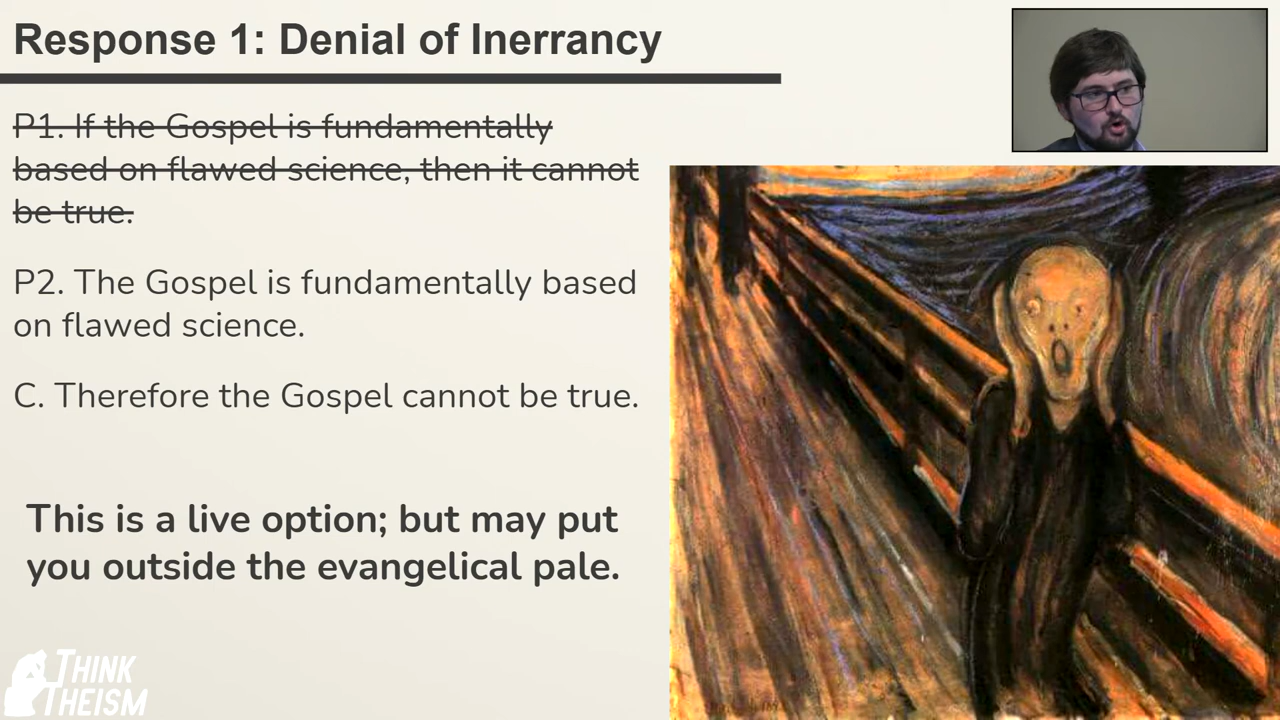 Response 1: Denial of Inerrancy
P1. If the Gospel is fundamentally
based on flawed science, then it cannot
be true.
P2. The Gospel is fundamentally based
on flawed science.
C. Therefore the Gospel cannot be true.
This is a live option; but may put
you outside the evangelical pale.
THINK
THEISM